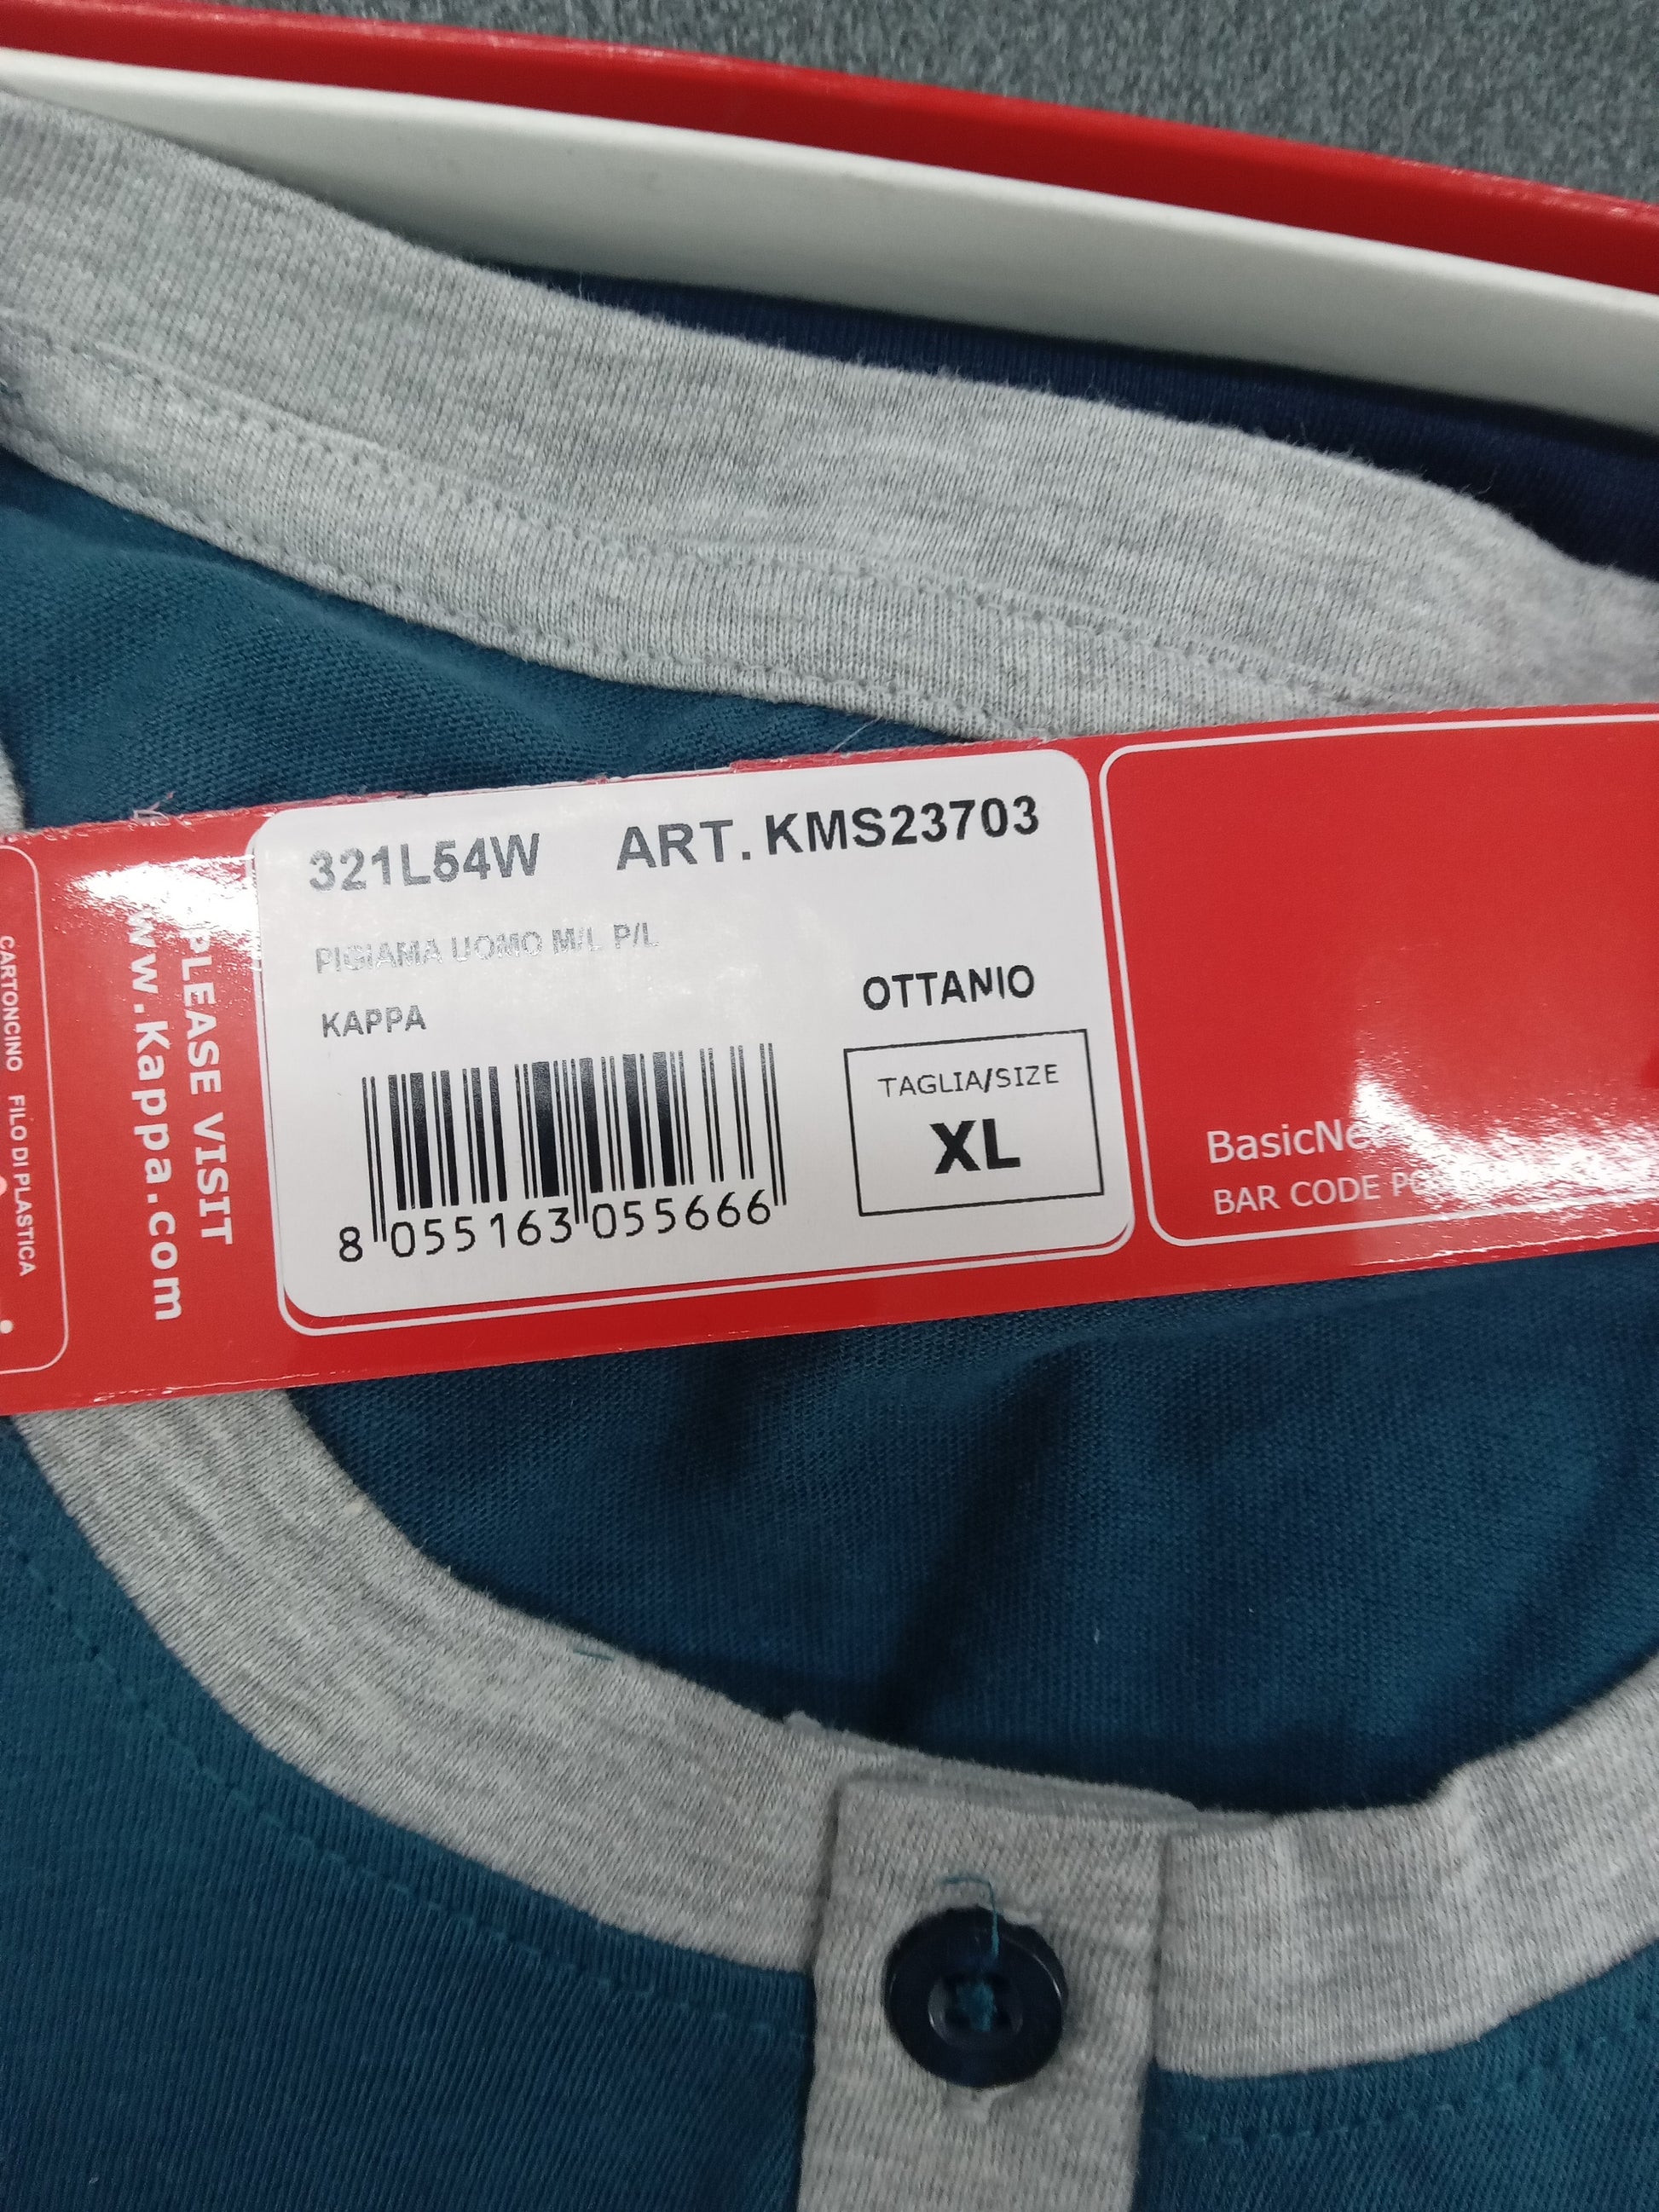 321L54W ART. KMS23703
PIGIAMA UOMO M/L P/L
KAPPA
OTTANIO
TAGLIA/SIZE
XL
8 055163 055666
PLEASE VISIT
www.Kappa.com
CARTONCINO FILO DI PLASTICA
BAR CODE